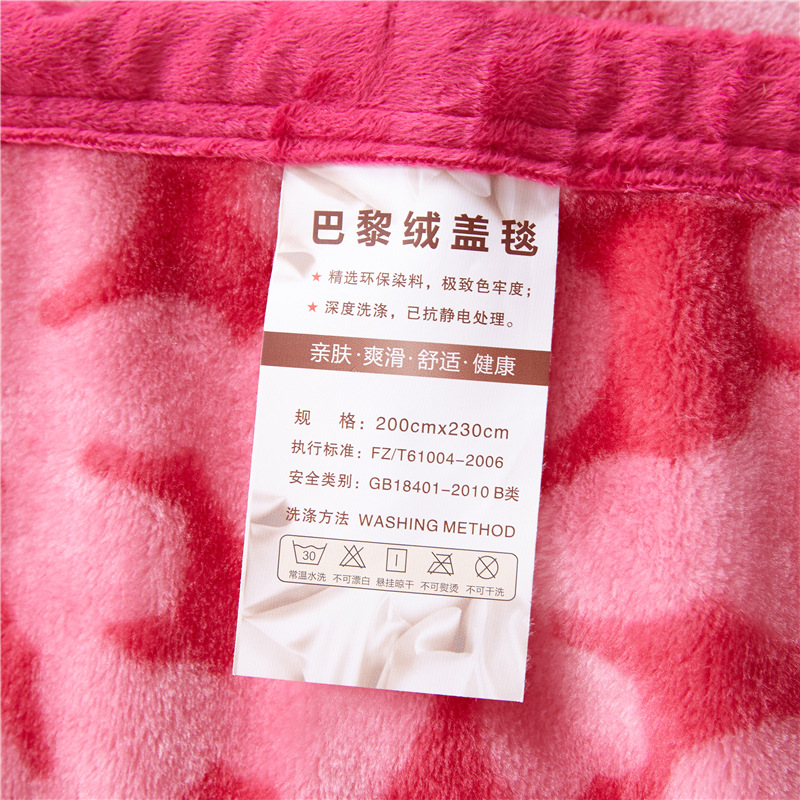 巴黎绒盖毯
★精选环保染料，极致色牢度；
★深度洗涤，已抗静电处理。
亲肤·爽滑·舒适·健康
规 格：200cmx230cm
执行标准：FZ/T61004-2006
安全类别：GB18401-2010 B类
洗涤方法 WASHING METHOD
30
常温水洗 不可漂白 悬挂晾干 不可熨烫 不可干洗